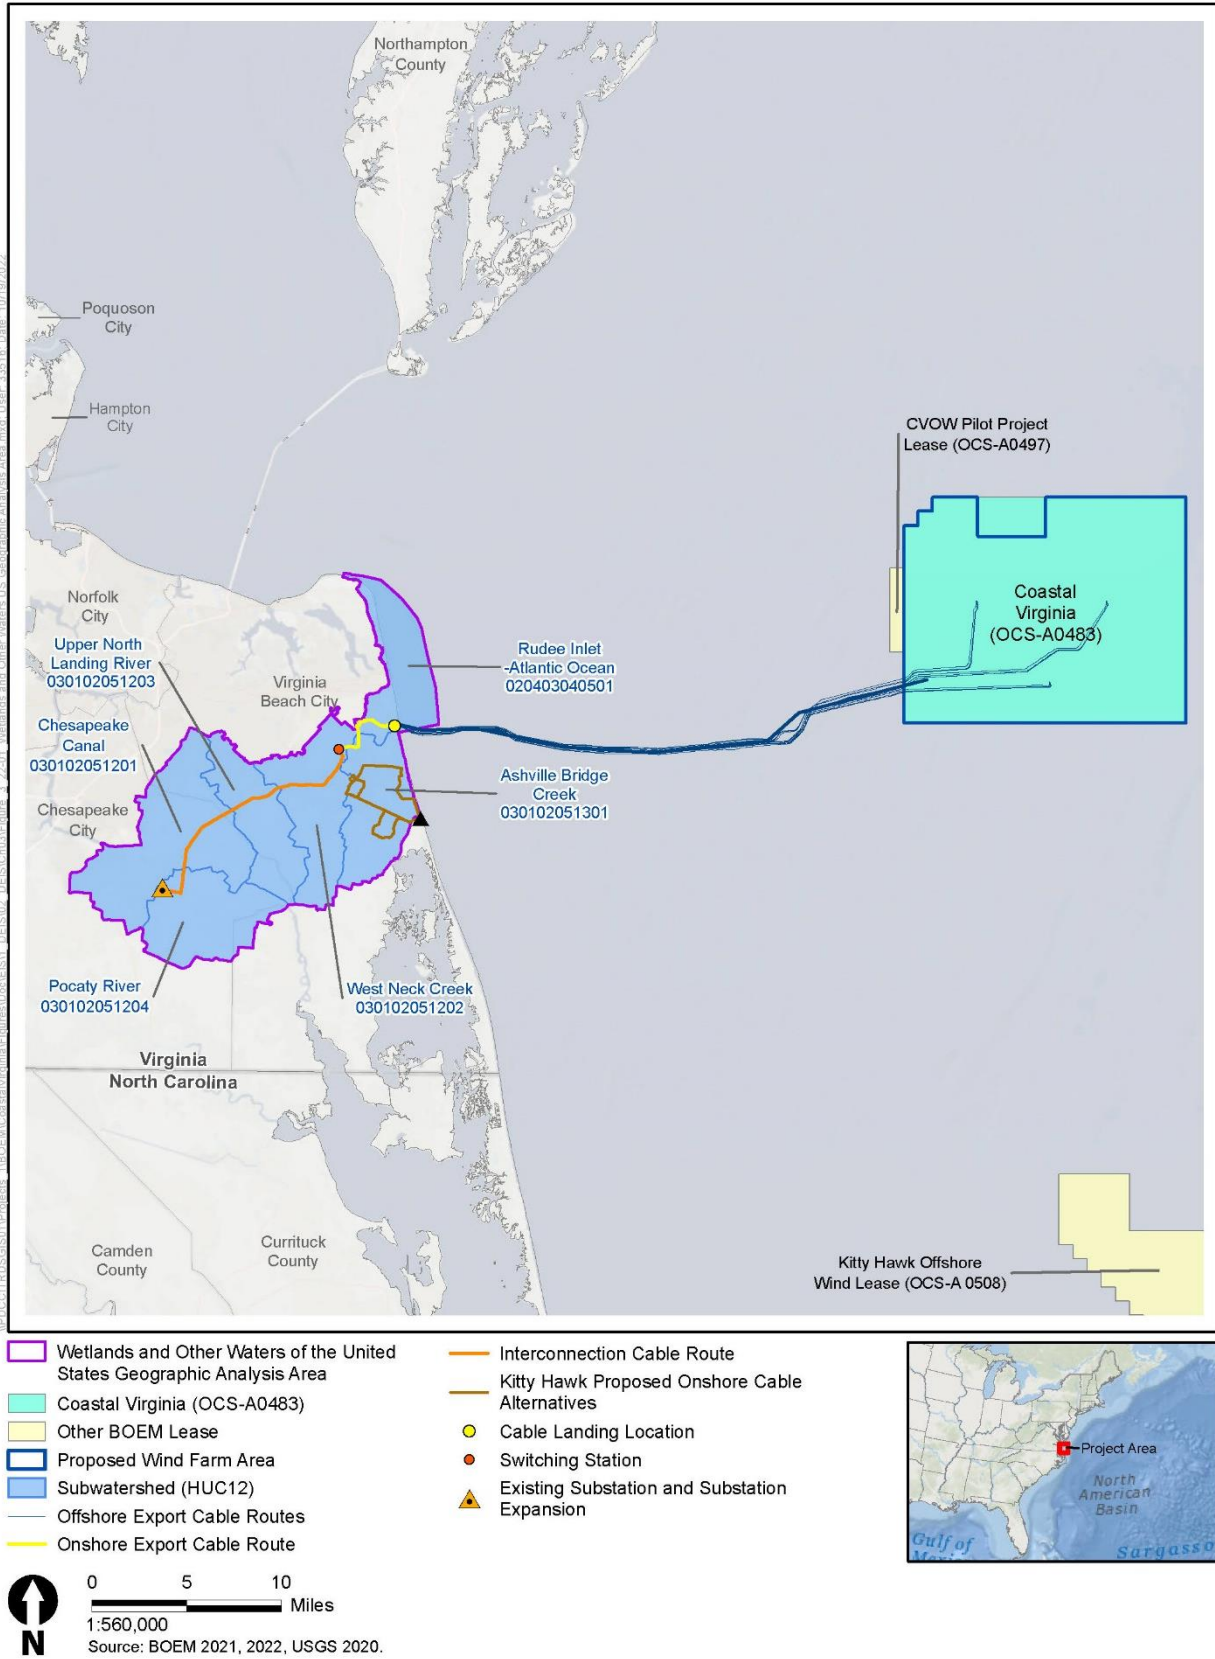 Northampton
County
Poquoson
City
Hampton
City
CVOW Pilot Project
Lease (OCS-A0497)
Norfolk
City
Coastal
Virginia
(OCS-A0483)
Upper North
Landing River
030102051203
Rudee Inlet
-Atlantic Ocean
020403040501
Virginia
Beach City
Chesapeake
Canal
030102051201
Ashville Bridge
Creek
030102051301
Chesapeake
City
Pocaty River
030102051204
West Neck Creek
030102051202
Virginia
North Carolina
Camden
County
Currituck
County
Kitty Hawk Offshore
Wind Lease (OCS-A 0508)
Wetlands and Other Waters of the United
States Geographic Analysis Area
Coastal Virginia (OCS-A0483)
Other BOEM Lease
Proposed Wind Farm Area
Subwatershed (HUC12)
Offshore Export Cable Routes
Onshore Export Cable Route
Interconnection Cable Route
Kitty Hawk Proposed Onshore Cable
Alternatives
Cable Landing Location
Switching Station
Existing Substation and Substation
Expansion
Project Area
North
American
Basin
Gulf of
Sargasso
N
0 5 10
Miles
1:560,000
Source: BOEM 2021, 2022, USGS 2020.